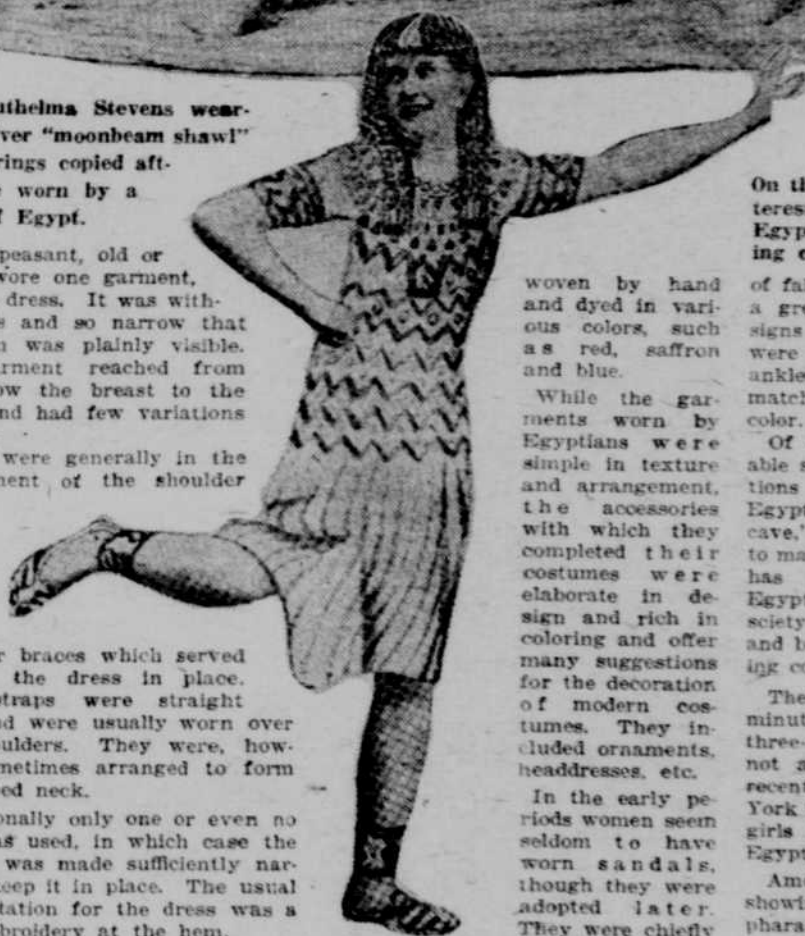 uthelma Stevens wear-
ver "moonbeam shawl"
rings copied aft-
worn by a
f Egypt.
peasant, old or
wore one garment,
dress. It was with-
s and so narrow that
was plainly visible.
rment reached from
ow the breast to the
nd had few variations
were generally in the
ment of the shoulder
r braces which served
the dress in place.
straps were straight
d were usually worn over
oulders. They were, how-
metimes arranged to form
ed neck.
onally only one or even no
as used, in which case the
was made sufficiently nar-
keep it in place. The usual
tation for the dress was a
broidery at the hem.
woven by hand
and dyed in vari-
ous colors, such
as red, saffron
and blue.
While the gar-
ments worn by
Egyptians were
simple in texture
and arrangement,
the accessories
with which they
completed their
costumes were
elaborate in de-
sign and rich in
coloring and offer
many suggestions
for the decoration
of modern cos-
tumes. They in-
cluded ornaments,
headdresses, etc.
In the early pe-
riods women seem
seldom to have
worn sandals,
though they were
adopted later.
They were chiefly
On th
teres
Egyp
ing c
of fa
a gr
signs
were
ankle
match
color.
Of
able s
tions
Egypt
cave,"
to ma
has
Egypt
sciety
and l
ing co
The
minut
three-
not a
recent
York
girls
Egypt
Am
showi
phara